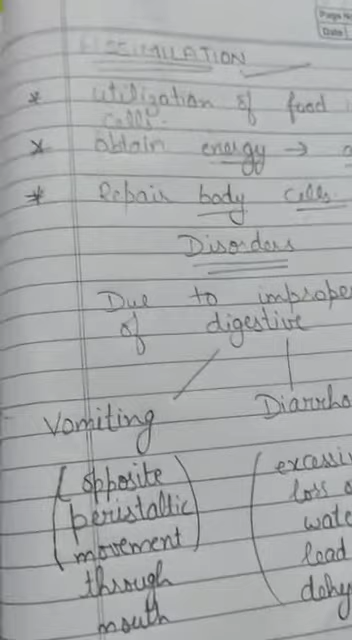 Page N
Date
ASSIMILATION
* utilization of food
cells.
* obtain energy →
* Repair body cells.
Disorders
Due to imprope
of digestive
Vomiting Diarrho
(opposite (excessi
peristaltic loss o
movement) wate
through lead
mouth dehy